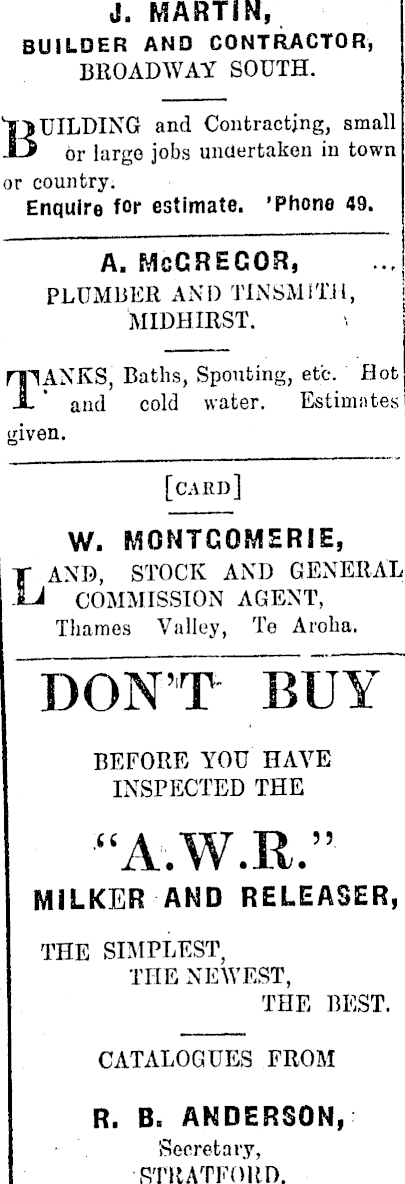 J. MARTIN,
BUILDER AND CONTRACTOR,
BROADWAY SOUTH.
BUILDING and Contracting, small
or large jobs undertaken in town
or country.
Enquire for estimate. 'Phone 49.
A. McGREGOR,
PLUMBER AND TINSMITH,
MIDHIRST.
TANKS, Baths, Spouting, etc. Hot
and cold water. Estimates
given.
[CARD]
W. MONTGOMERIE,
LAND, STOCK AND GENERAL
COMMISSION AGENT,
Thames Valley, Te Aroha.
DON'T BUY
BEFORE YOU HAVE
INSPECTED THE
"A.W.R."
MILKER AND RELEASER,
THE SIMPLEST,
THE NEWEST,
THE BEST.
CATALOGUES FROM
R. B. ANDERSON,
Secretary,
STRATFORD.